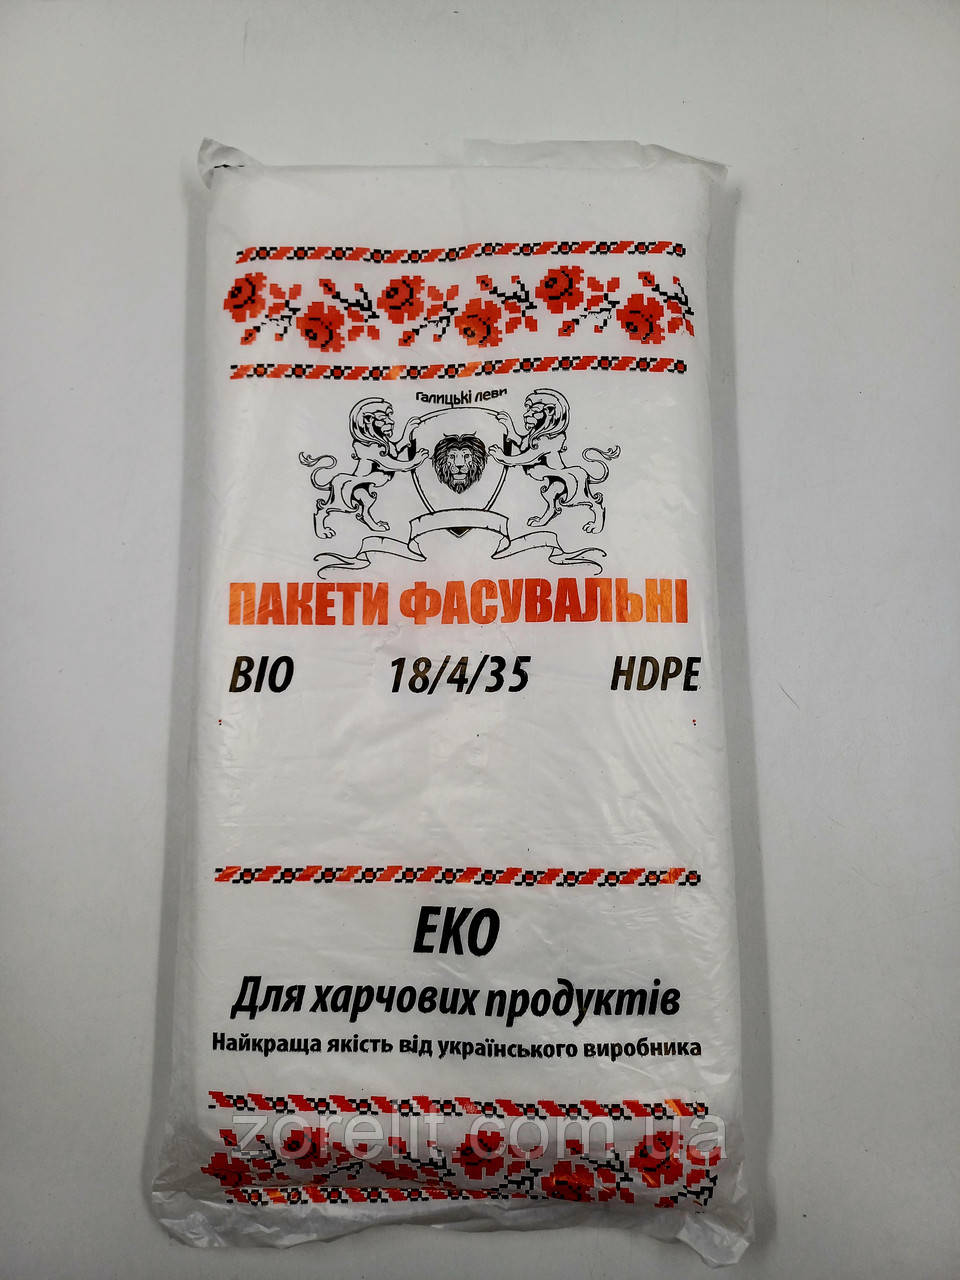 галицькі леви
ПАКЕТИ ФАСУВАЛЬНІ
BIO 18/4/35 HDPE
ЕКО
Для харчових продуктів
Найкраща якість від українського виробника
zorelit.com.ua